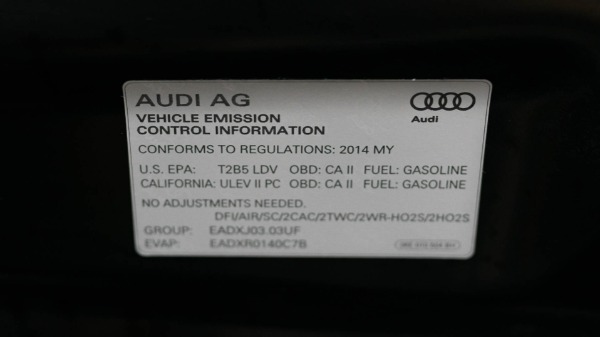 AUDI AG
Audi
VEHICLE EMISSION
CONTROL INFORMATION
CONFORMS TO REGULATIONS: 2014 MY
U.S. EPA: T2B5 LDV OBD: CA II FUEL: GASOLINE
CALIFORNIA: ULEV II PC OBD: CA II FUEL: GASOLINE
NO ADJUSTMENTS NEEDED.
DFI/AIR/SC/2CAC/2TWC/2WR-HO2S/2HO2S
GROUP: EADXJ03.03UF
EVAP: EADXR0140C7B